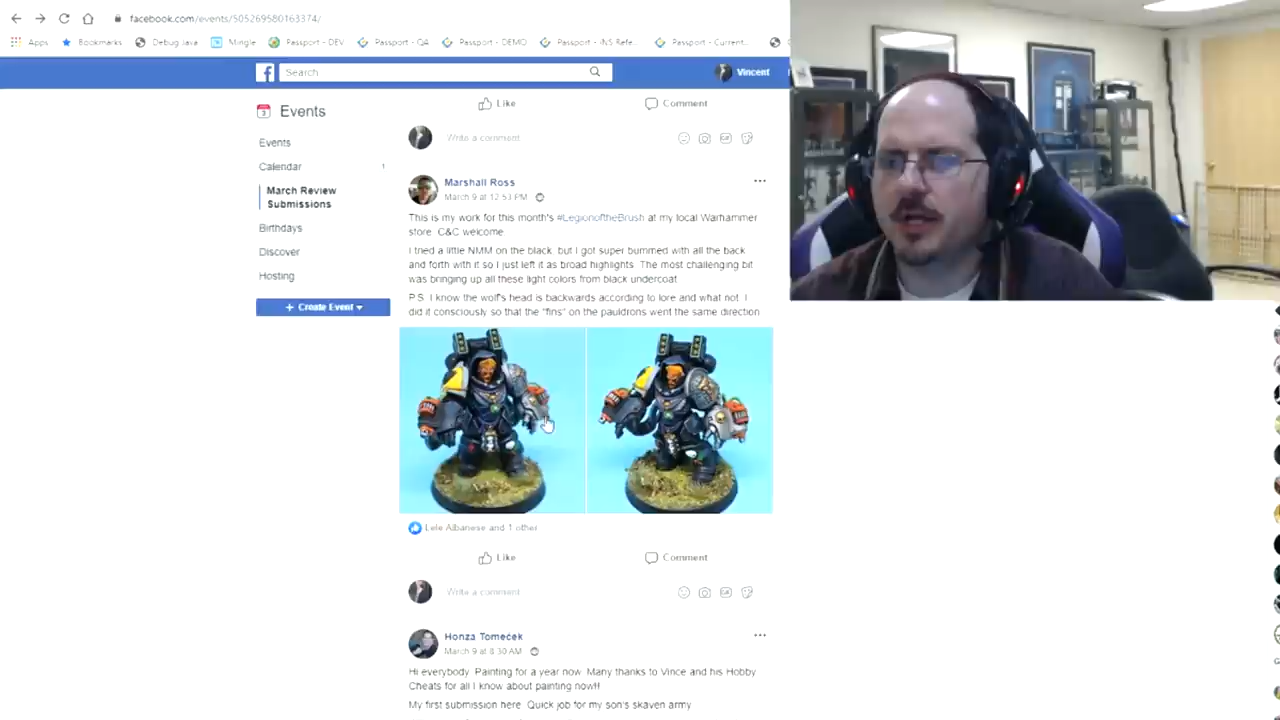 facebook.com/events/505269580163374/
Apps Bookmarks Debug Java Mingle Passport - DEV Passport - QA Passport - DEMO Passport - INS Refe... Passport - Current...
Search
Vincent
Events
Events
Calendar 1
March Review
Submissions
Birthdays
Discover
Hosting
+ Create Event
Like Comment
Write a comment
Marshall Ross
March 9 at 12:53 PM
This is my work for this month's #LegionoftheBrush at my local Warhammer
store. C&C welcome.
I tried a little NMM on the black, but I got super bummed with all the back
and forth with it so I just left it as broad highlights. The most challenging bit
was bringing up all these light colors from black undercoat.
P.S. I know the wolf's head is backwards according to lore and what not. I
did it consciously so that the "fins" on the pauldrons went the same direction
Lele Albanese and 1 other
Like Comment
Write a comment
Honza Tomeček
March 9 at 8:30 AM
Hi everybody. Painting for a year now. Many thanks to Vince and his Hobby
Cheats for all I know about painting now!!
My first submission here. Quick job for my son's skaven army.